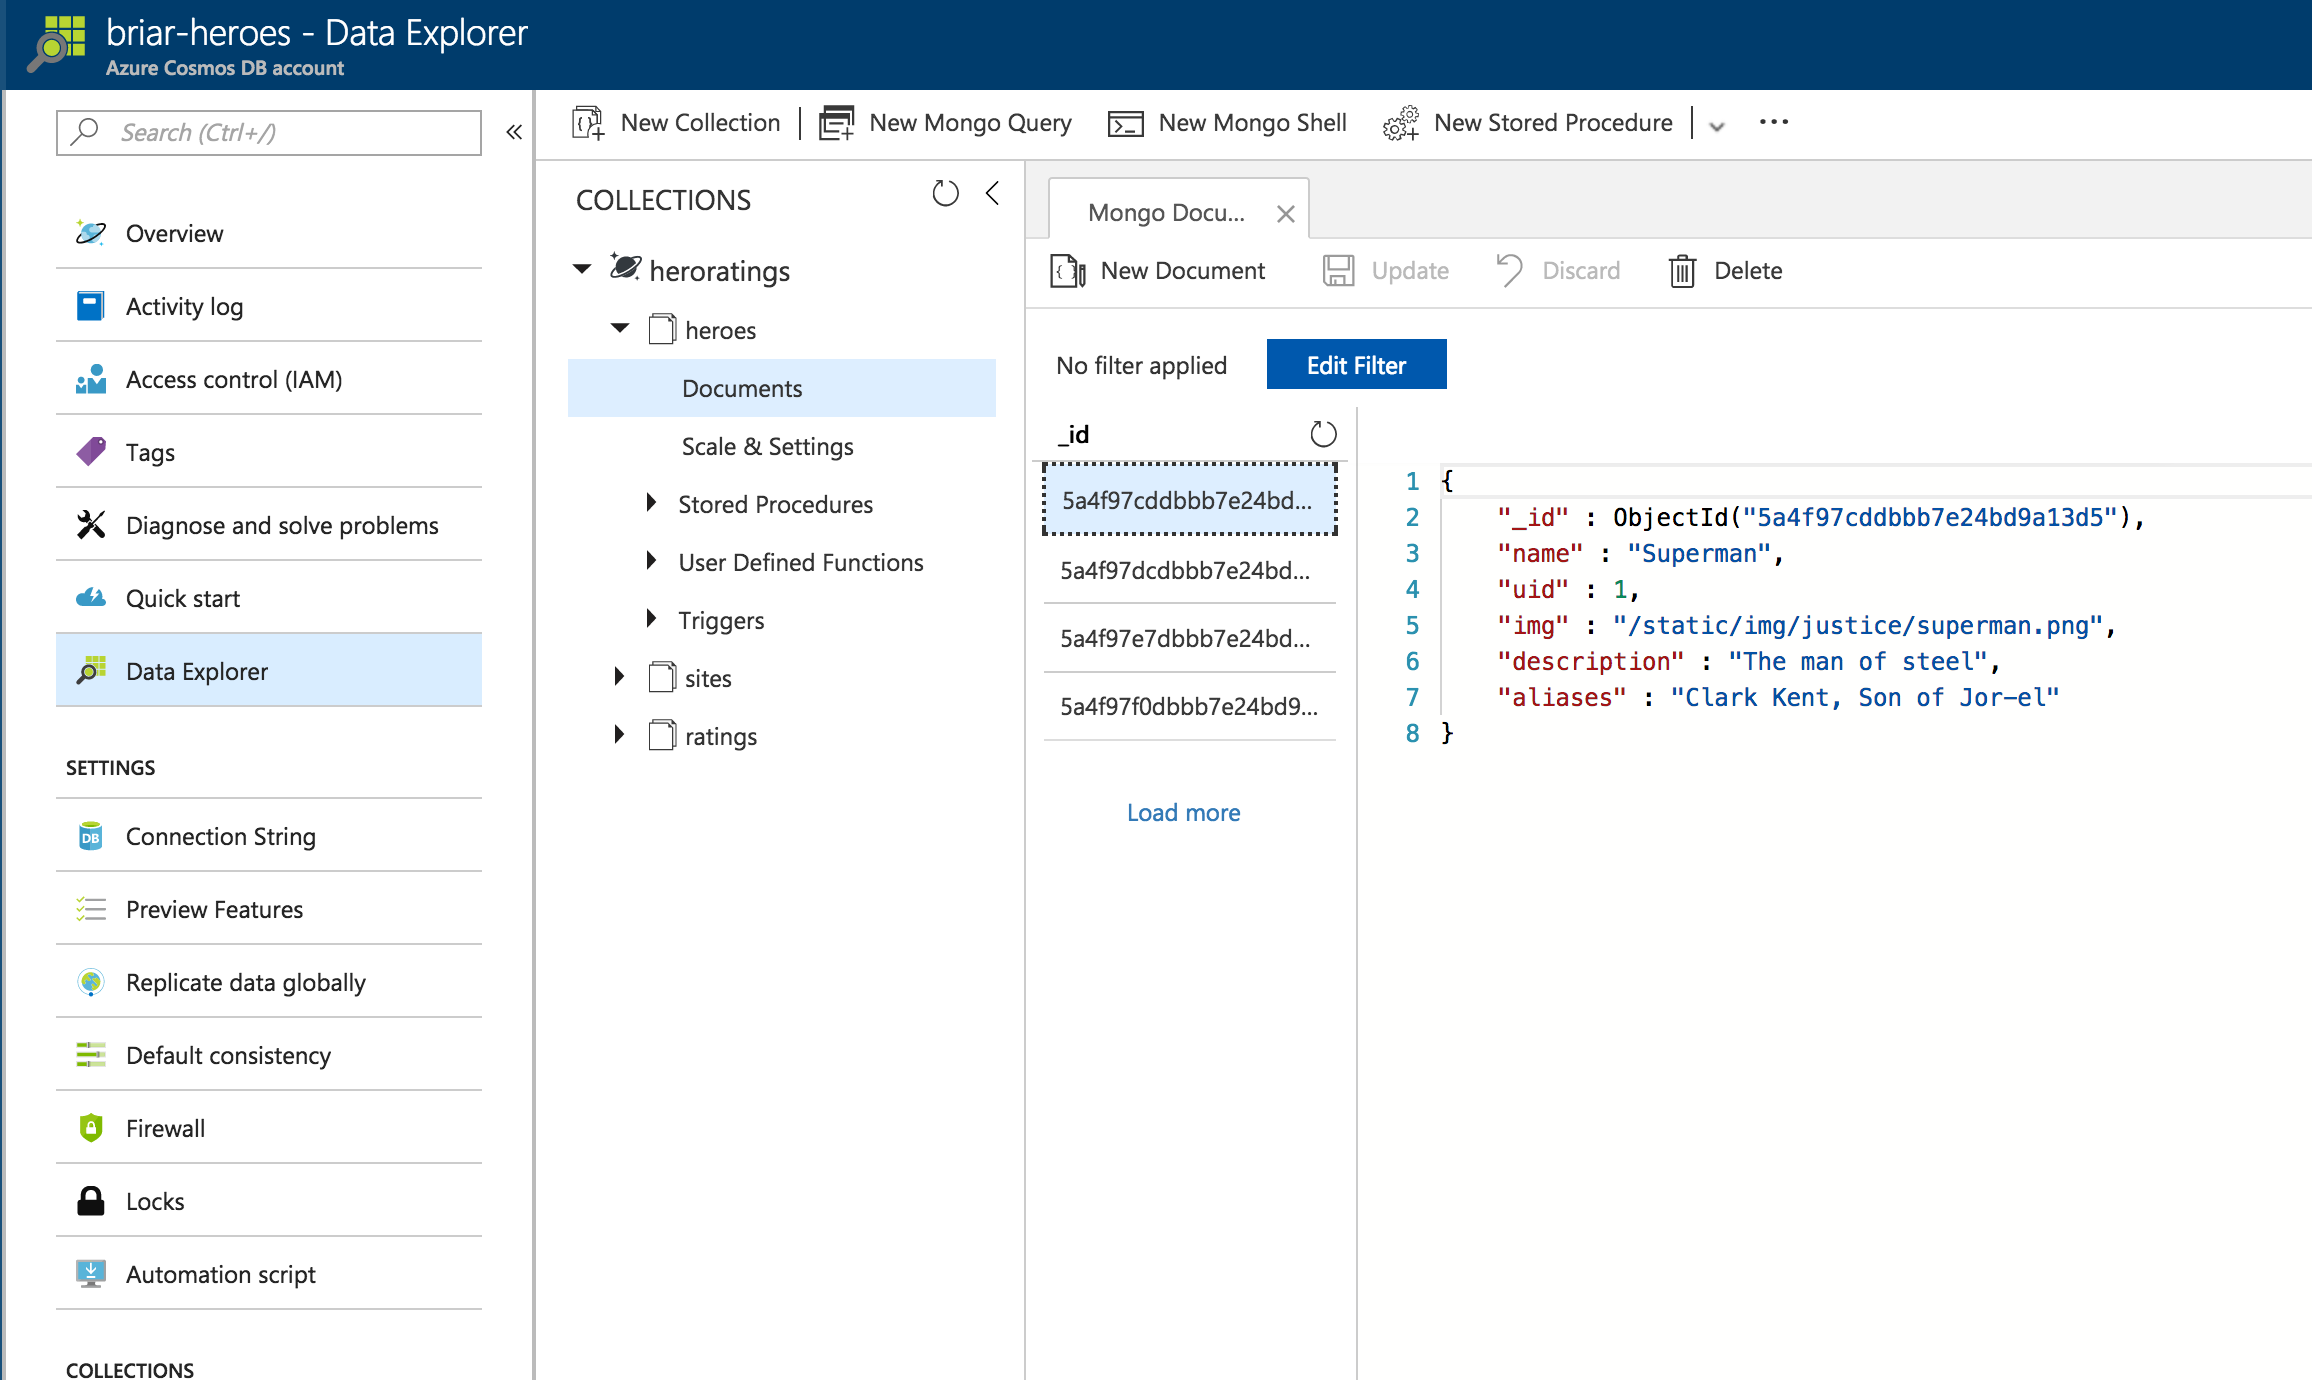 briar-heroes - Data Explorer
Azure Cosmos DB account
Search (Ctrl+/)
«
Overview
Activity log
Access control (IAM)
Tags
Diagnose and solve problems
Quick start
Data Explorer
SETTINGS
DB
Connection String
Preview Features
Replicate data globally
Default consistency
Firewall
Locks
Automation script
COLLECTIONS
New Collection
New Mongo Query
New Mongo Shell
New Stored Procedure
...
COLLECTIONS
heroratings
heroes
Documents
Scale & Settings
Stored Procedures
User Defined Functions
Triggers
sites
ratings
Mongo Docu...
New Document
Update
Discard
Delete
No filter applied
Edit Filter
_id
5a4f97cddbbb7e24bd...
5a4f97dcdbbb7e24bd...
5a4f97e7dbbb7e24bd...
5a4f97f0dbbb7e24bd9...
Load more
1 {
2 "_id" : ObjectId("5a4f97cddbbb7e24bd9a13d5"),
3 "name" : "Superman",
4 "uid" : 1,
5 "img" : "/static/img/justice/superman.png",
6 "description" : "The man of steel",
7 "aliases" : "Clark Kent, Son of Jor-el"
8 }